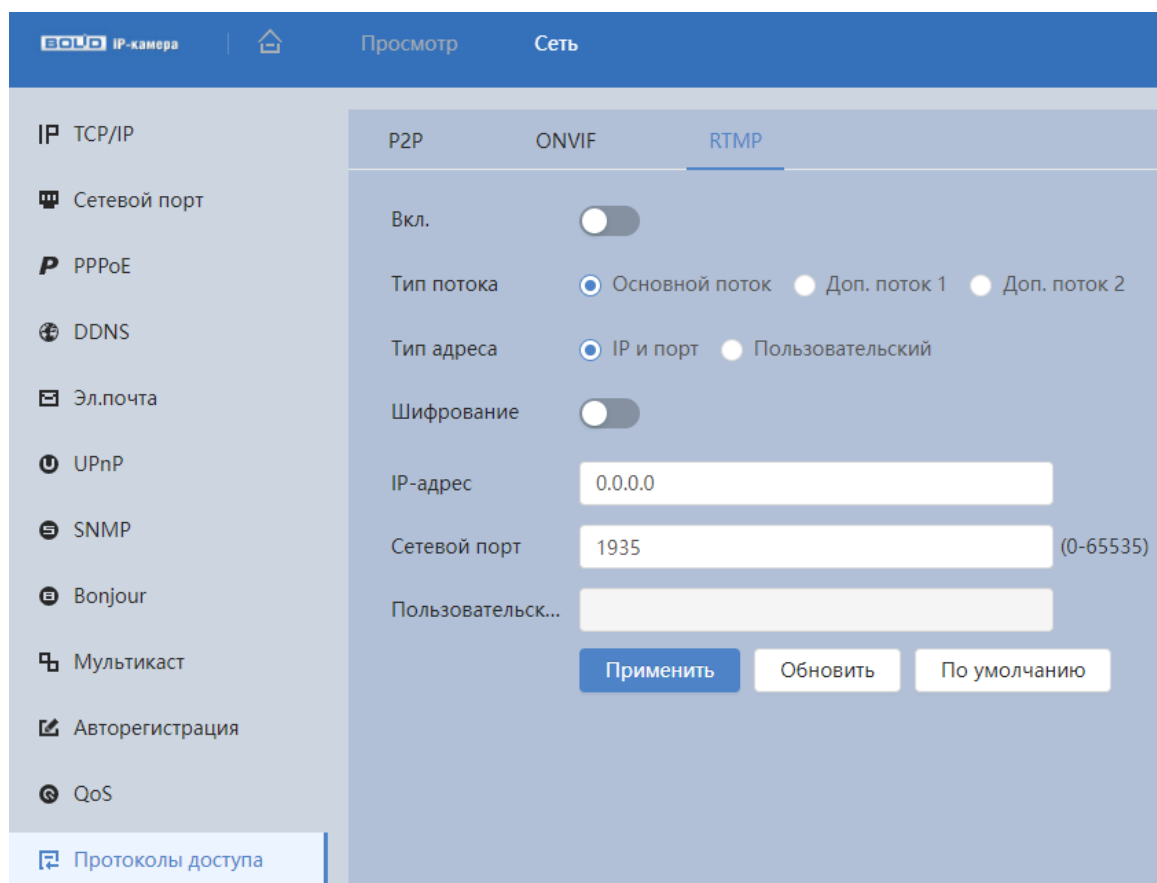 BOLID IP-камера Просмотр Сеть
IP TCP/IP
Сетевой порт
PPPoE
DDNS
Эл.почта
UPnP
SNMP
Bonjour
Мультикаст
Авторегистрация
QoS
Протоколы доступа
P2P ONVIF RTMP
Вкл.
Тип потока Основной поток Доп. поток 1 Доп. поток 2
Тип адреса IP и порт Пользовательский
Шифрование
IP-адрес 0.0.0.0
Сетевой порт 1935 (0-65535)
Пользовательск...
Применить Обновить По умолчанию